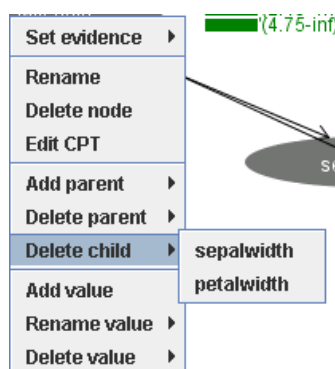 Set evidence
'(4.75-inf)
Rename
Delete node
Edit CPT
se
Add parent
Delete parent
Delete child
sepalwidth
petalwidth
Add value
Rename value
Delete value